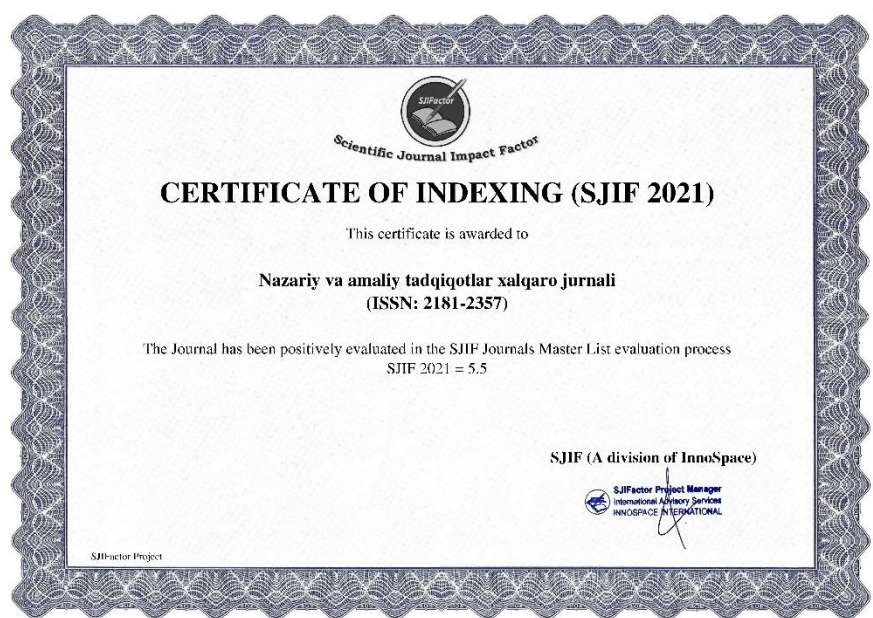 SJIFactor
Scientific Journal Impact Factor
CERTIFICATE OF INDEXING (SJIF 2021)
This certificate is awarded to
Nazariy va amaliy tadqiqotlar xalqaro jurnali
(ISSN: 2181-2357)
The Journal has been positively evaluated in the SJIF Journals Master List evaluation process
SJIF 2021 = 5.5
SJIF (A division of InnoSpace)
SJIFactor Project Manager
International Advisory Services
INNOSPACE INTERNATIONAL
SJIFactor Project